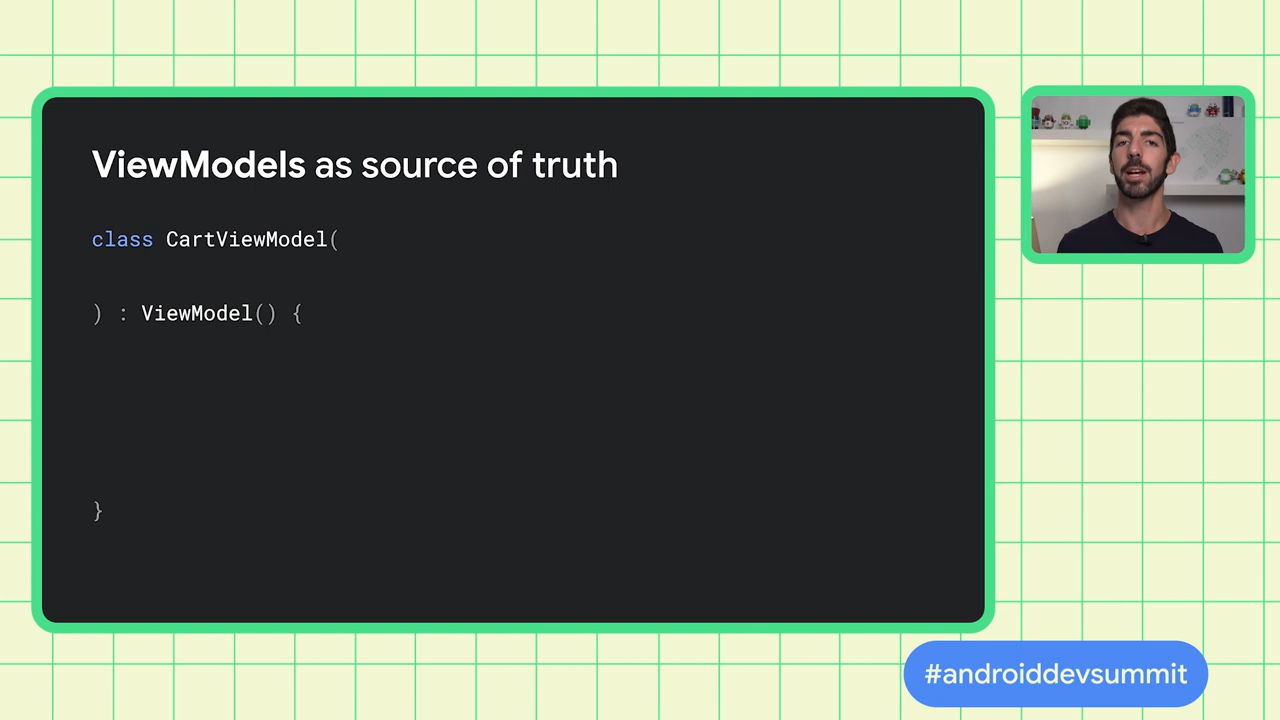 ViewModels as source of truth
class CartViewModel(
) : ViewModel() {
}
#androiddevsummit